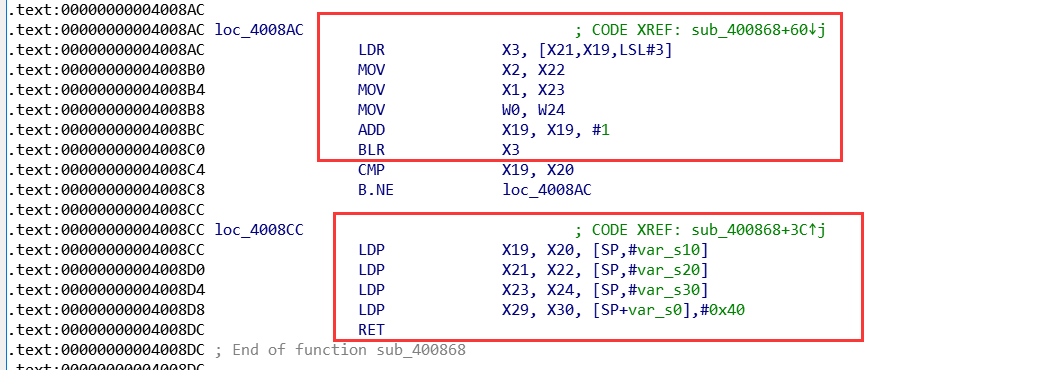 .text:00000000004008AC
.text:00000000004008AC loc_4008AC ; CODE XREF: sub_400868+60↓j
.text:00000000004008AC LDR X3, [X21,X19,LSL#3]
.text:00000000004008B0 MOV X2, X22
.text:00000000004008B4 MOV X1, X23
.text:00000000004008B8 MOV W0, W24
.text:00000000004008BC ADD X19, X19, #1
.text:00000000004008C0 BLR X3
.text:00000000004008C4 CMP X19, X20
.text:00000000004008C8 B.NE loc_4008AC
.text:00000000004008CC
.text:00000000004008CC loc_4008CC ; CODE XREF: sub_400868+3C↑j
.text:00000000004008CC LDP X19, X20, [SP,#var_s10]
.text:00000000004008D0 LDP X21, X22, [SP,#var_s20]
.text:00000000004008D4 LDP X23, X24, [SP,#var_s30]
.text:00000000004008D8 LDP X29, X30, [SP+var_s0],#0x40
.text:00000000004008DC RET
.text:00000000004008DC ; End of function sub_400868
.text:00000000004008DC